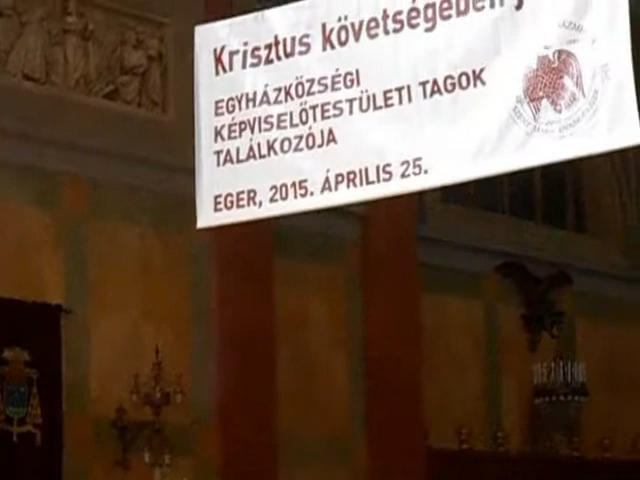 Krisztus követségében
EGYHÁZKÖZSÉGI
KÉPVISELŐTESTÜLETI TAGOK
TALÁLKOZÓJA
EGER, 2015. ÁPRILIS 25.